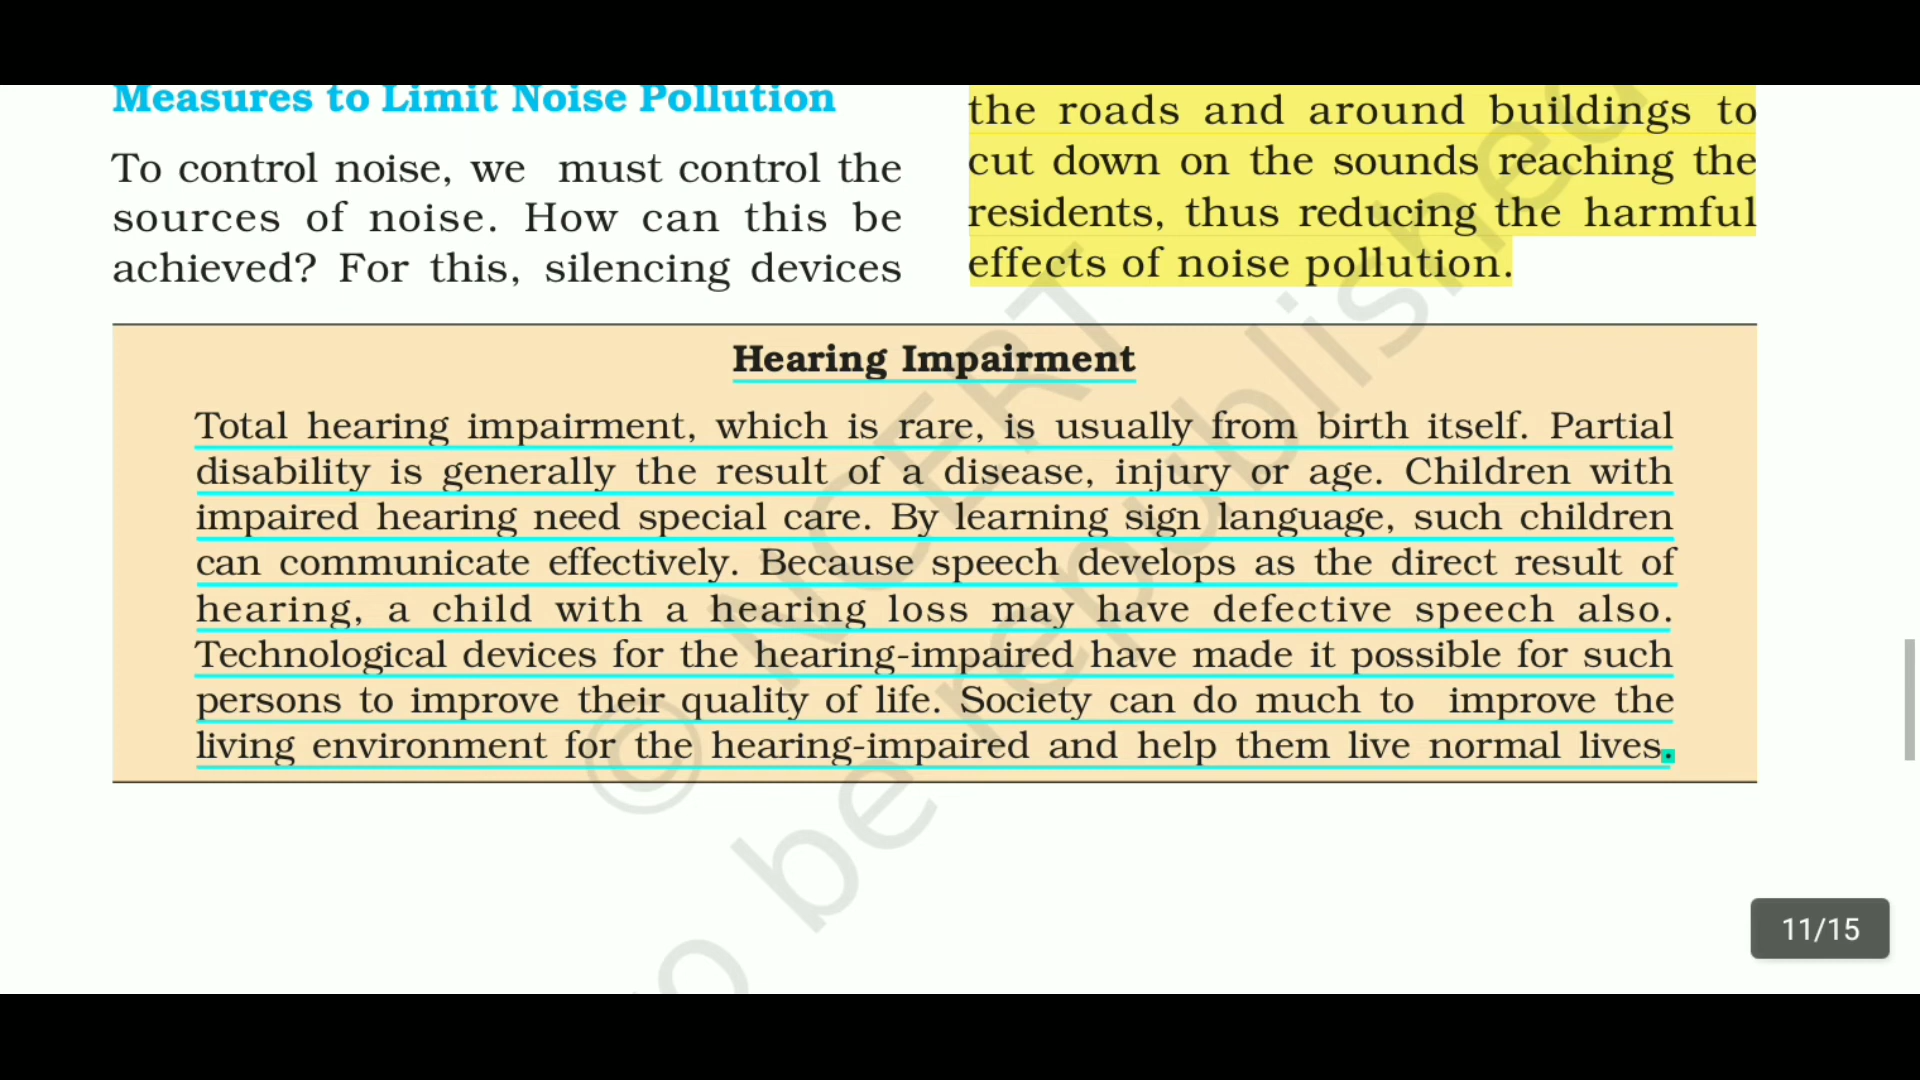 Measures to Limit Noise Pollution
To control noise, we must control the
sources of noise. How can this be
achieved? For this, silencing devices
the roads and around buildings to
cut down on the sounds reaching the
residents, thus reducing the harmful
effects of noise pollution.
Hearing Impairment
Total hearing impairment, which is rare, is usually from birth itself. Partial
disability is generally the result of a disease, injury or age. Children with
impaired hearing need special care. By learning sign language, such children
can communicate effectively. Because speech develops as the direct result of
hearing, a child with a hearing loss may have defective speech also.
Technological devices for the hearing-impaired have made it possible for such
persons to improve their quality of life. Society can do much to improve the
living environment for the hearing-impaired and help them live normal lives.
© NCERT
o be republished
11/15